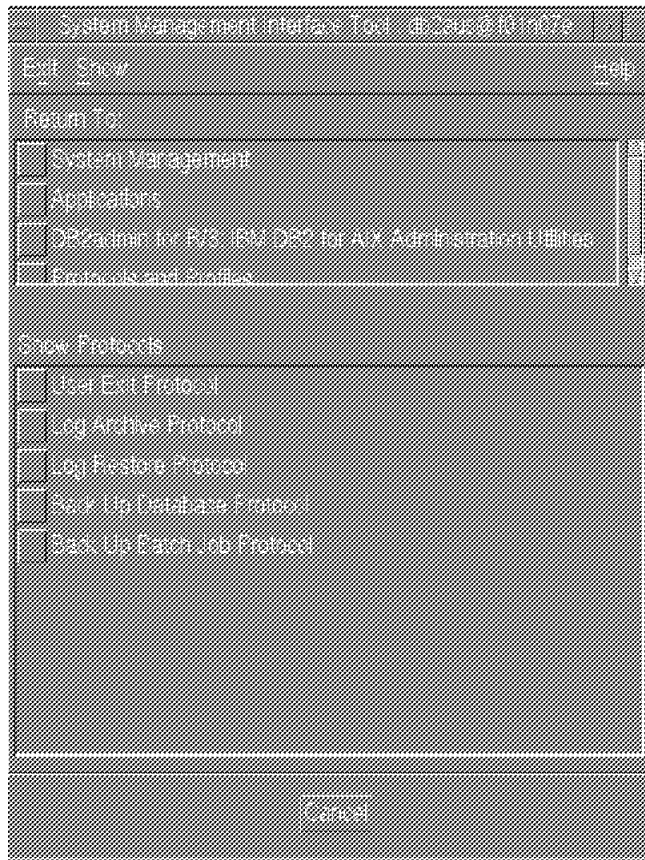 System Management Interface Tool : db2aus@f01n07e
Exit Show Help
Return To:
System Management
Applications
DB2admin for R/3: IBM DB2 for AIX Administration Utilities
Protocols and Profiles
Show Protocols
User Exit Protocol
Log Archive Protocol
Log Restore Protocol
Back Up Database Protocol
Back Up Batch Job Protocol
Cancel